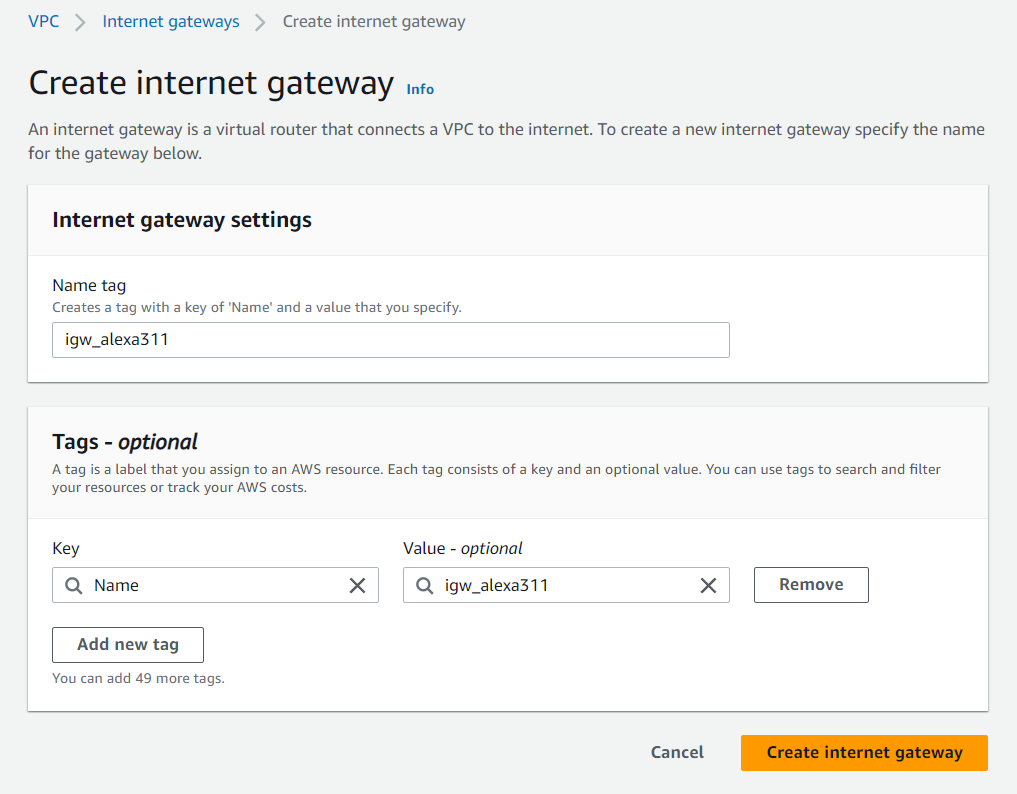 VPC > Internet gateways > Create internet gateway
Create internet gateway Info
An internet gateway is a virtual router that connects a VPC to the internet. To create a new internet gateway specify the name
for the gateway below.
Internet gateway settings
Name tag
Creates a tag with a key of 'Name' and a value that you specify.
igw_alexa311
Tags - optional
A tag is a label that you assign to an AWS resource. Each tag consists of a key and an optional value. You can use tags to search and filter
your resources or track your AWS costs.
Key Value - optional
Name igw_alexa311 Remove
Add new tag
You can add 49 more tags.
Cancel Create internet gateway